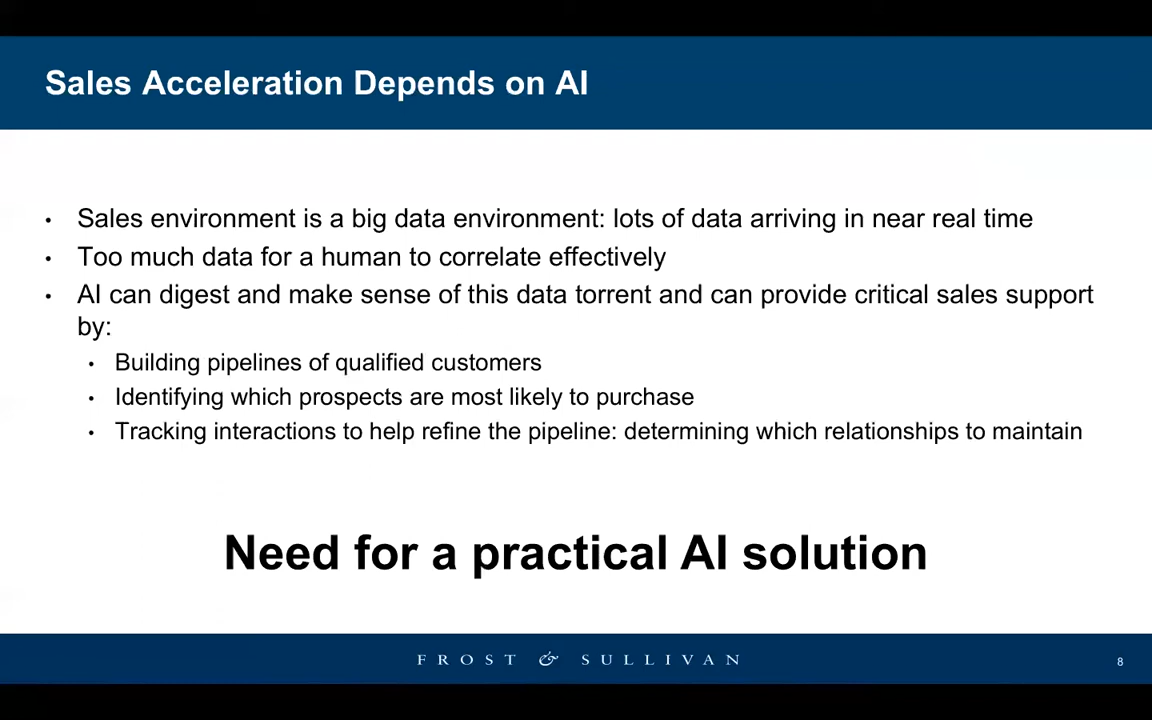 Sales Acceleration Depends on AI
• Sales environment is a big data environment: lots of data arriving in near real time
• Too much data for a human to correlate effectively
• AI can digest and make sense of this data torrent and can provide critical sales support
by:
• Building pipelines of qualified customers
• Identifying which prospects are most likely to purchase
• Tracking interactions to help refine the pipeline: determining which relationships to maintain
Need for a practical AI solution
FROST & SULLIVAN
8